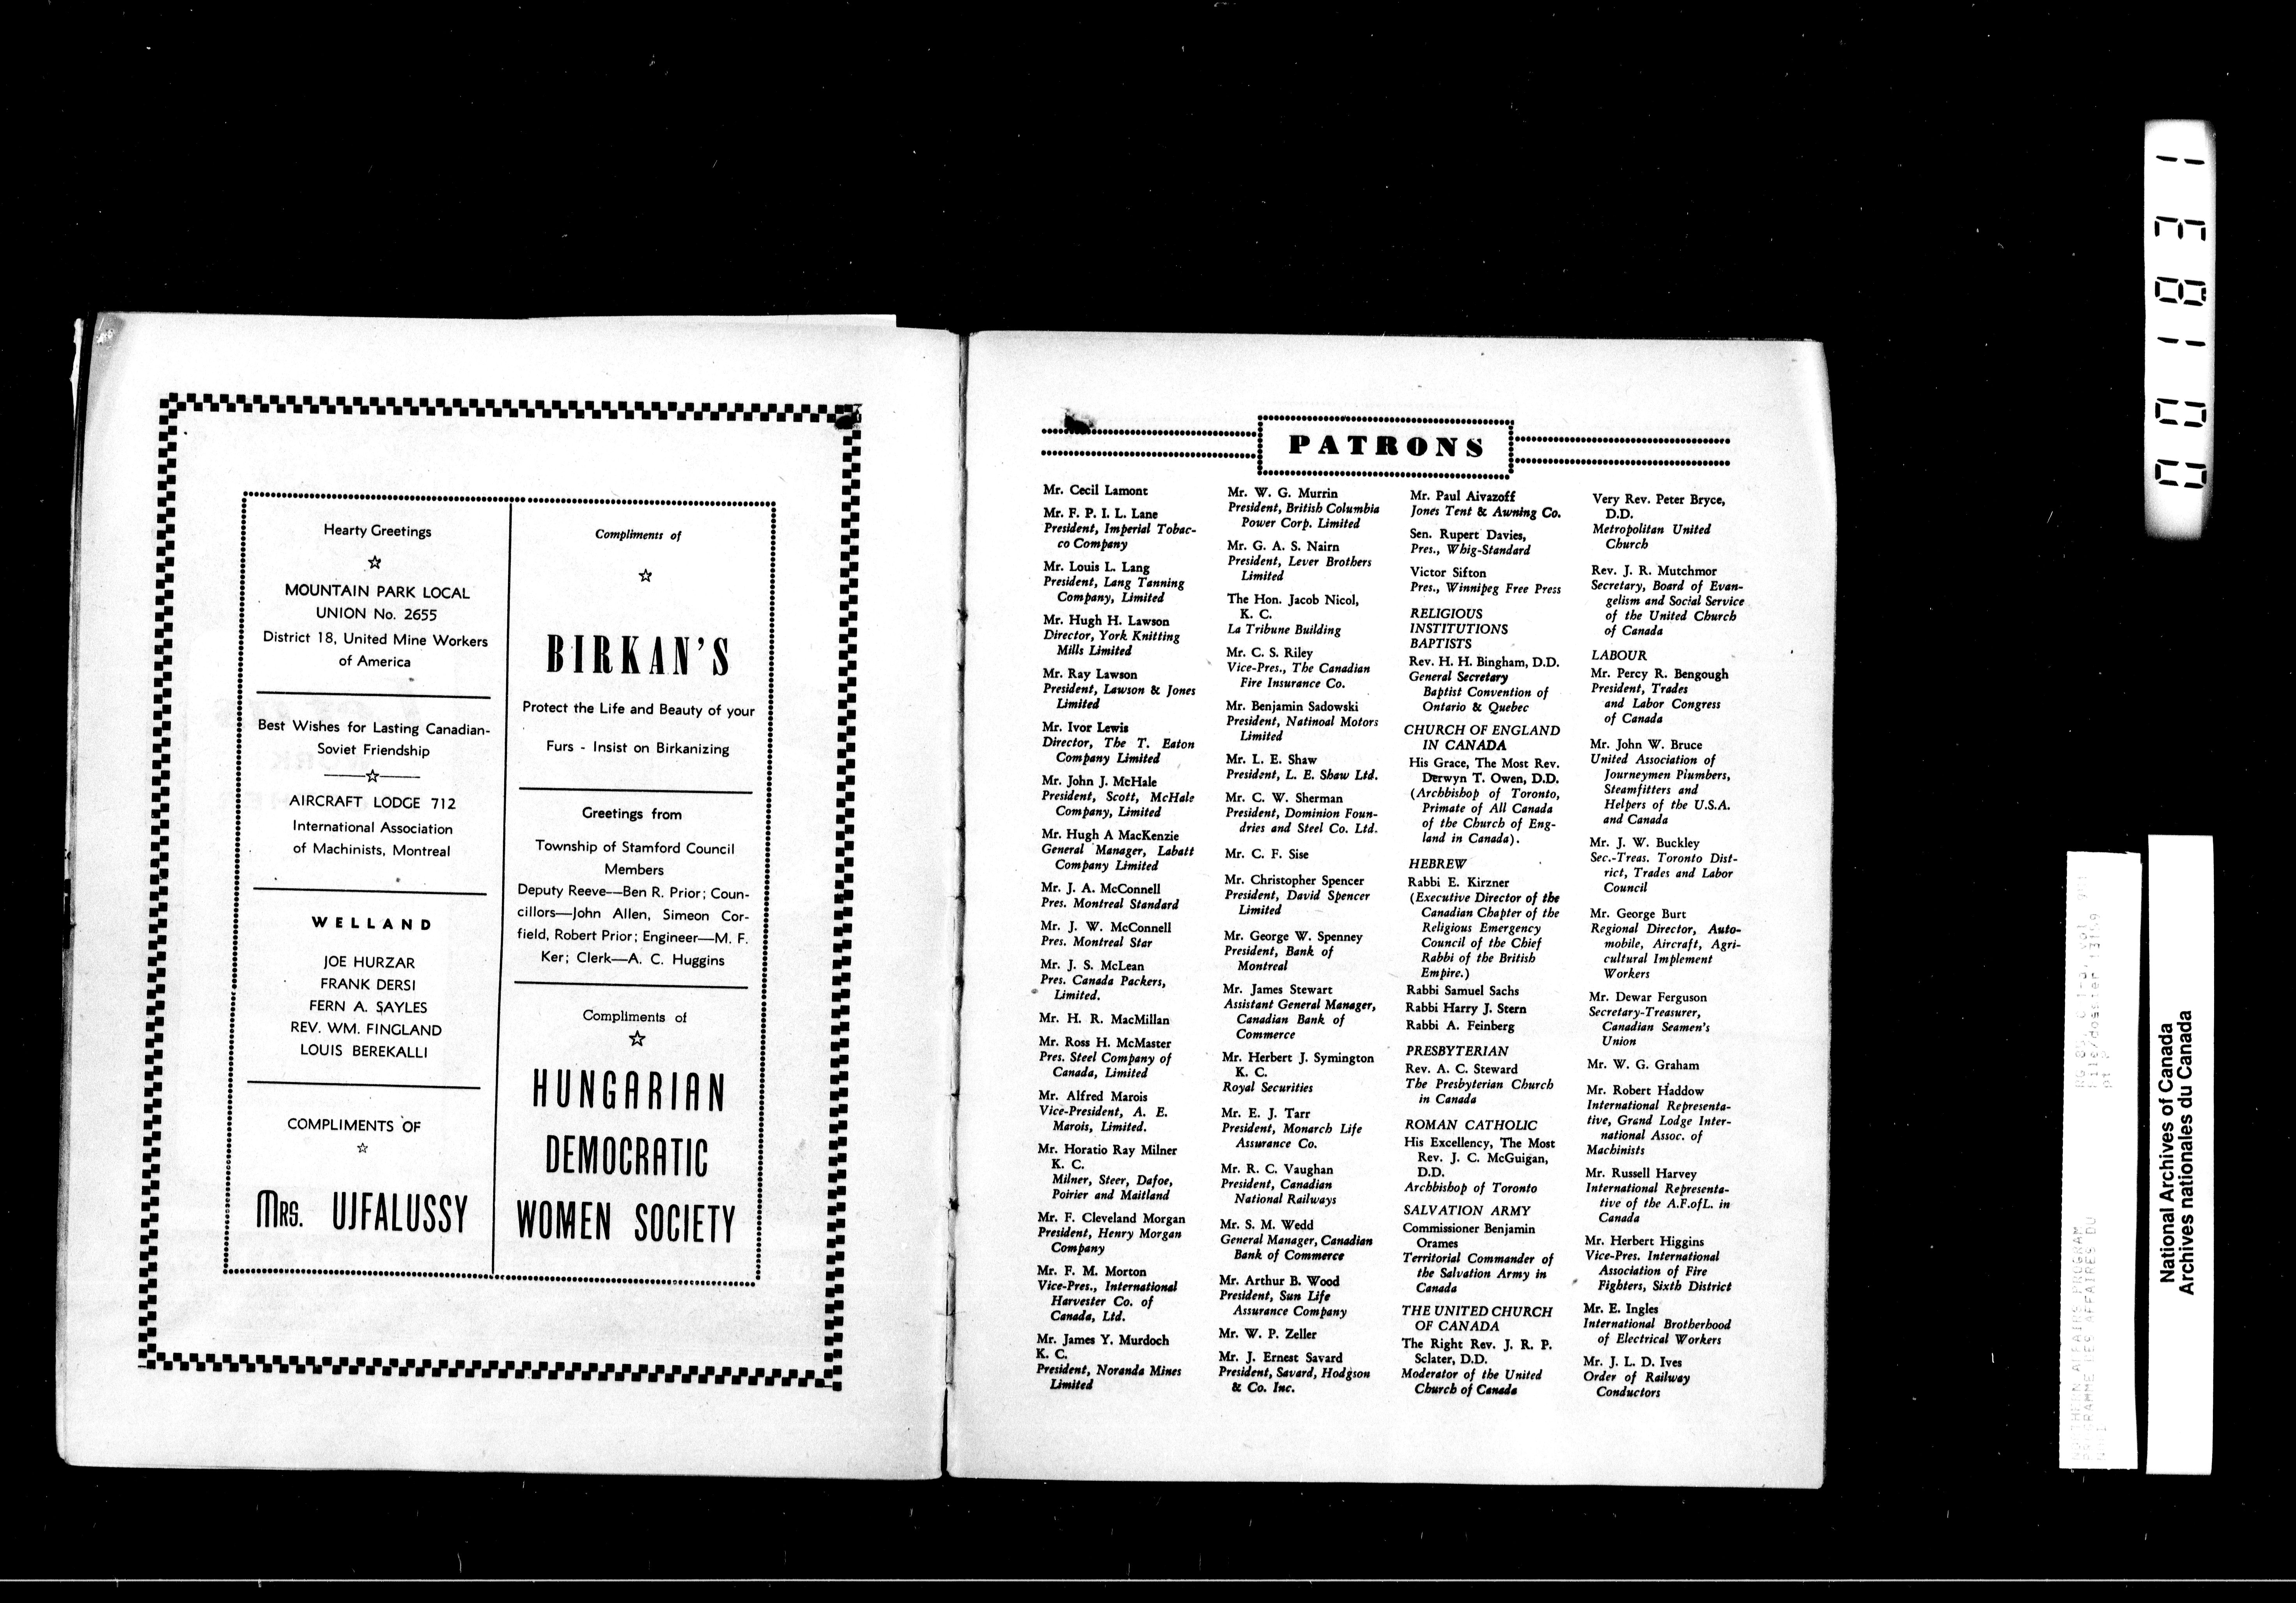 Hearty Greetings
MOUNTAIN PARK LOCAL
UNION No. 2655
District 18, United Mine Workers
of America
Best Wishes for Lasting Canadian-
Soviet Friendship
AIRCRAFT LODGE 712
International Association
of Machinists, Montreal
WELLAND
JOE HURZAR
FRANK DERSI
FERN A. SAYLES
REV. WM. FINGLAND
LOUIS BEREKALLI
COMPLIMENTS OF
MRS. UJFALUSSY
Compliments of
BIRKAN'S
Protect the Life and Beauty of your
Furs - Insist on Birkanizing
Greetings from
Township of Stamford Council
Members
Deputy Reeve—Ben R. Prior; Coun-
cillors—John Allen, Simeon Cor-
field, Robert Prior; Engineer—M. F.
Ker; Clerk—A. C. Huggins
Compliments of
HUNGARIAN
DEMOCRATIC
WOMEN SOCIETY
PATRONS
Mr. Cecil Lamont
Mr. F. P. I. L. Lane
President, Imperial Tobac-
co Company
Mr. Louis L. Lang
President, Lang Tanning
Company, Limited
Mr. Hugh H. Lawson
Director, York Knitting
Mills Limited
Mr. Ray Lawson
President, Lawson & Jones
Limited
Mr. Ivor Lewis
Director, The T. Eaton
Company Limited
Mr. John J. McHale
President, Scott, McHale
Company, Limited
Mr. Hugh A MacKenzie
General Manager, Labatt
Company Limited
Mr. J. A. McConnell
Pres. Montreal Standard
Mr. J. W. McConnell
Pres. Montreal Star
Mr. J. S. McLean
Pres. Canada Packers,
Limited.
Mr. H. R. MacMillan
Mr. Ross H. McMaster
Pres. Steel Company of
Canada, Limited
Mr. Alfred Marois
Vice-President, A. E.
Marois, Limited.
Mr. Horatio Ray Milner
K. C.
Milner, Steer, Dafoe,
Poirier and Maitland
Mr. F. Cleveland Morgan
President, Henry Morgan
Company
Mr. F. M. Morton
Vice-Pres., International
Harvester Co. of
Canada, Ltd.
Mr. James Y. Murdoch
K. C.
President, Noranda Mines
Limited
Mr. W. G. Murrin
President, British Columbia
Power Corp. Limited
Mr. G. A. S. Nairn
President, Lever Brothers
Limited
The Hon. Jacob Nicol,
K. C.
La Tribune Building
Mr. C. S. Riley
Vice-Pres., The Canadian
Fire Insurance Co.
Mr. Benjamin Sadowski
President, Natinoal Motors
Limited
Mr. L. E. Shaw
President, L. E. Shaw Ltd.
Mr. C. W. Sherman
President, Dominion Foun-
dries and Steel Co. Ltd.
Mr. C. F. Sise
Mr. Christopher Spencer
President, David Spencer
Limited
Mr. George W. Spenney
President, Bank of
Montreal
Mr. James Stewart
Assistant General Manager,
Canadian Bank of
Commerce
Mr. Herbert J. Symington
K. C.
Royal Securities
Mr. E. J. Tarr
President, Monarch Life
Assurance Co.
Mr. R. C. Vaughan
President, Canadian
National Railways
Mr. S. M. Wedd
General Manager, Canadian
Bank of Commerce
Mr. Arthur B. Wood
President, Sun Life
Assurance Company
Mr. W. P. Zeller
Mr. J. Ernest Savard
President, Savard, Hodgson
& Co. Inc.
Mr. Paul Aivazoff
Jones Tent & Awning Co.
Sen. Rupert Davies,
Pres., Whig-Standard
Victor Sifton
Pres., Winnipeg Free Press
RELIGIOUS
INSTITUTIONS
BAPTISTS
Rev. H. H. Bingham, D.D.
General Secretary
Baptist Convention of
Ontario & Quebec
CHURCH OF ENGLAND
IN CANADA
His Grace, The Most Rev.
Derwyn T. Owen, D.D.
(Archbishop of Toronto,
Primate of All Canada
of the Church of Eng-
land in Canada).
HEBREW
Rabbi E. Kirzner
(Executive Director of the
Canadian Chapter of the
Religious Emergency
Council of the Chief
Rabbi of the British
Empire.)
Rabbi Samuel Sachs
Rabbi Harry J. Stern
Rabbi A. Feinberg
PRESBYTERIAN
Rev. A. C. Steward
The Presbyterian Church
in Canada
ROMAN CATHOLIC
His Excellency, The Most
Rev. J. C. McGuigan,
D.D.
Archbishop of Toronto
SALVATION ARMY
Commissioner Benjamin
Orames
Territorial Commander of
the Salvation Army in
Canada
THE UNITED CHURCH
OF CANADA
The Right Rev. J. R. P.
Sclater, D.D.
Moderator of the United
Church of Canada
Very Rev. Peter Bryce,
D.D.
Metropolitan United
Church
Rev. J. R. Mutchmor
Secretary, Board of Evan-
gelism and Social Service
of the United Church
of Canada
LABOUR
Mr. Percy R. Bengough
President, Trades
and Labor Congress
of Canada
Mr. John W. Bruce
United Association of
Journeymen Plumbers,
Steamfitters and
Helpers of the U.S.A.
and Canada
Mr. J. W. Buckley
Sec.-Treas. Toronto Dist-
rict, Trades and Labor
Council
Mr. George Burt
Regional Director, Auto-
mobile, Aircraft, Agri-
cultural Implement
Workers
Mr. Dewar Ferguson
Secretary-Treasurer,
Canadian Seamen's
Union
Mr. W. G. Graham
Mr. Robert Haddow
International Representa-
tive, Grand Lodge Inter-
national Assoc. of
Machinists
Mr. Russell Harvey
International Representa-
tive of the A.F.ofL. in
Canada
Mr. Herbert Higgins
Vice-Pres. International
Association of Fire
Fighters, Sixth District
Mr. E. Ingles
International Brotherhood
of Electrical Workers
Mr. J. L. D. Ives
Order of Railway
Conductors
001831
National Archives of Canada
Archives nationales du Canada